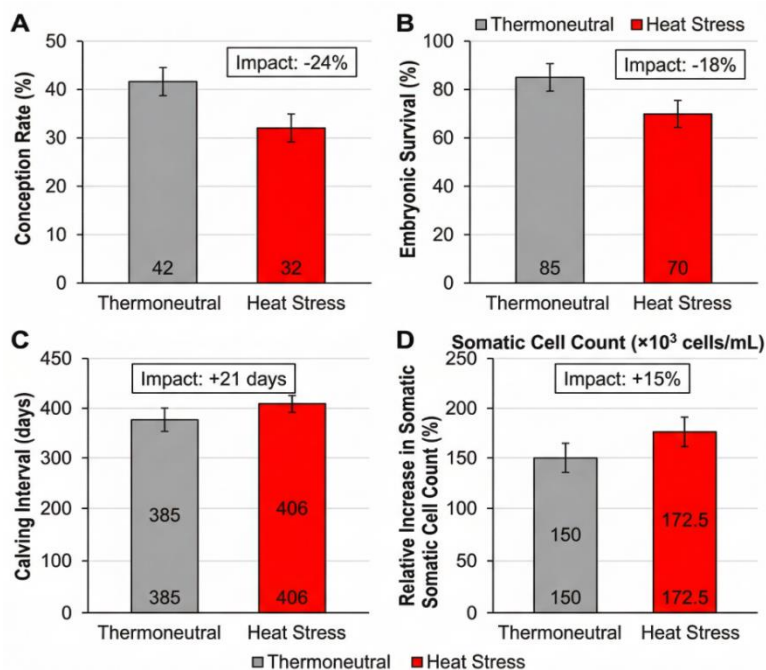 A
Conception Rate (%)
50
40
30
20
10
0
Impact: -24%
42
32
Thermoneutral
Heat Stress
B
Thermoneutral
Heat Stress
Embryonic Survival (%)
100
80
60
40
20
0
Impact: -18%
85
70
Thermoneutral
Heat Stress
C
Calving Interval (days)
450
400
300
200
100
0
Impact: +21 days
385
406
385
406
Thermoneutral
Heat Stress
D
Somatic Cell Count (×10³ cells/mL)
Relative Increase in Somatic
Somatic Cell Count (%)
250
200
150
100
50
0
Impact: +15%
150
172.5
150
172.5
Thermoneutral
Heat Stress
Thermoneutral
Heat Stress